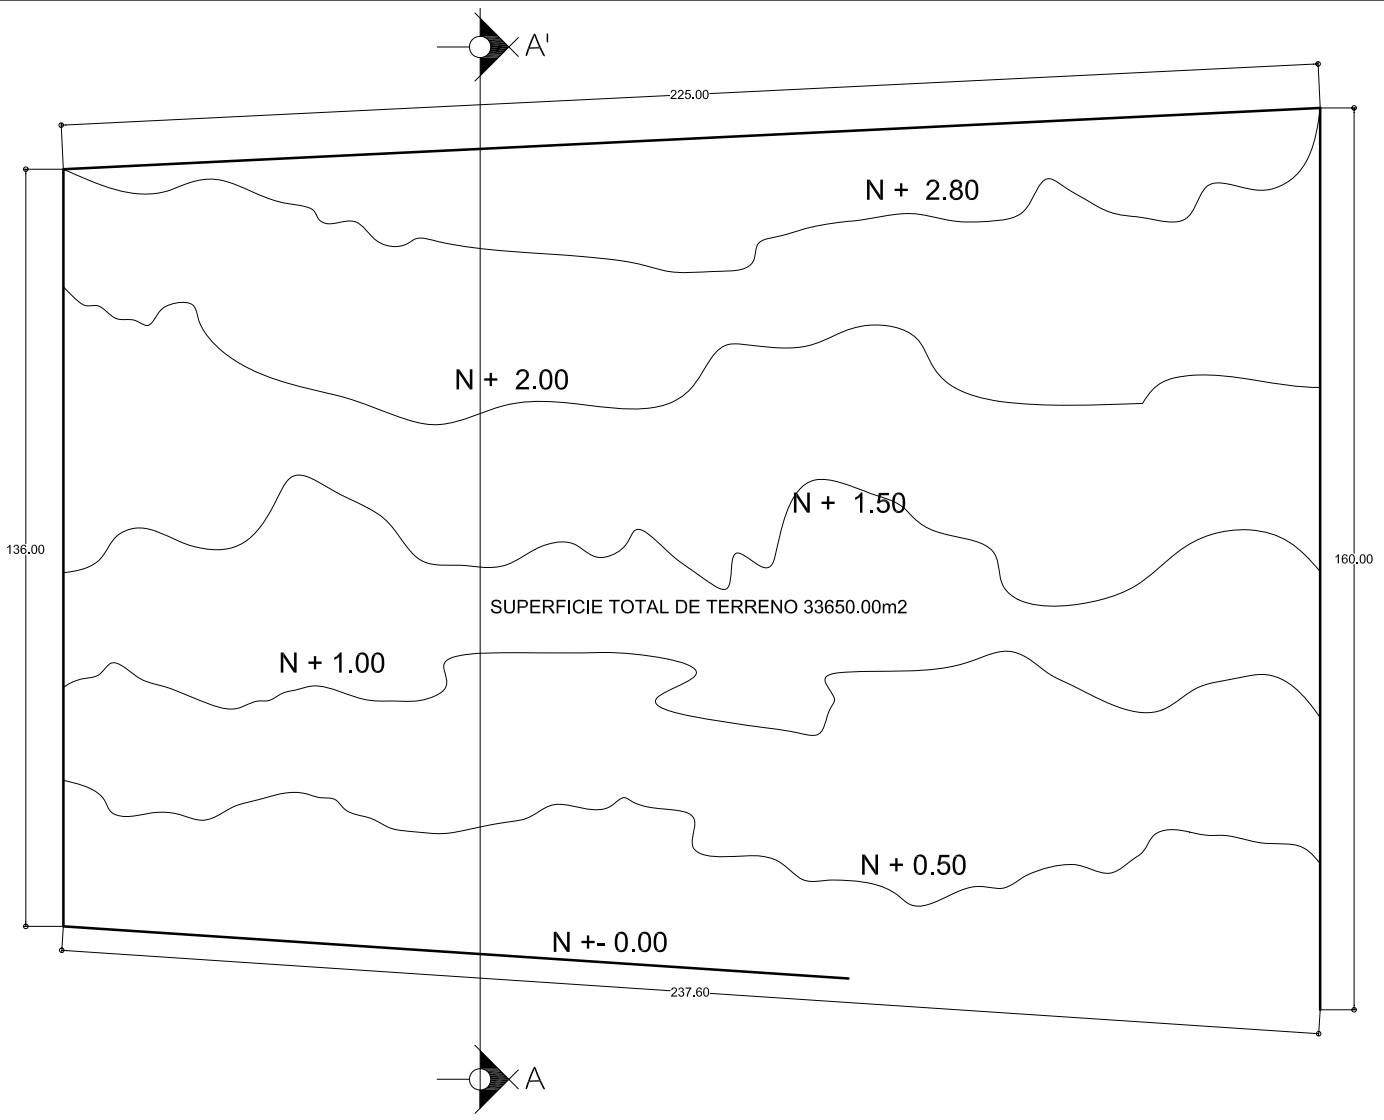 A'
225.00
N + 2.80
N + 2.00
N + 1.50
136.00
160.00
SUPERFICIE TOTAL DE TERRENO 33650.00m2
N + 1.00
N + 0.50
N +- 0.00
237.60
A